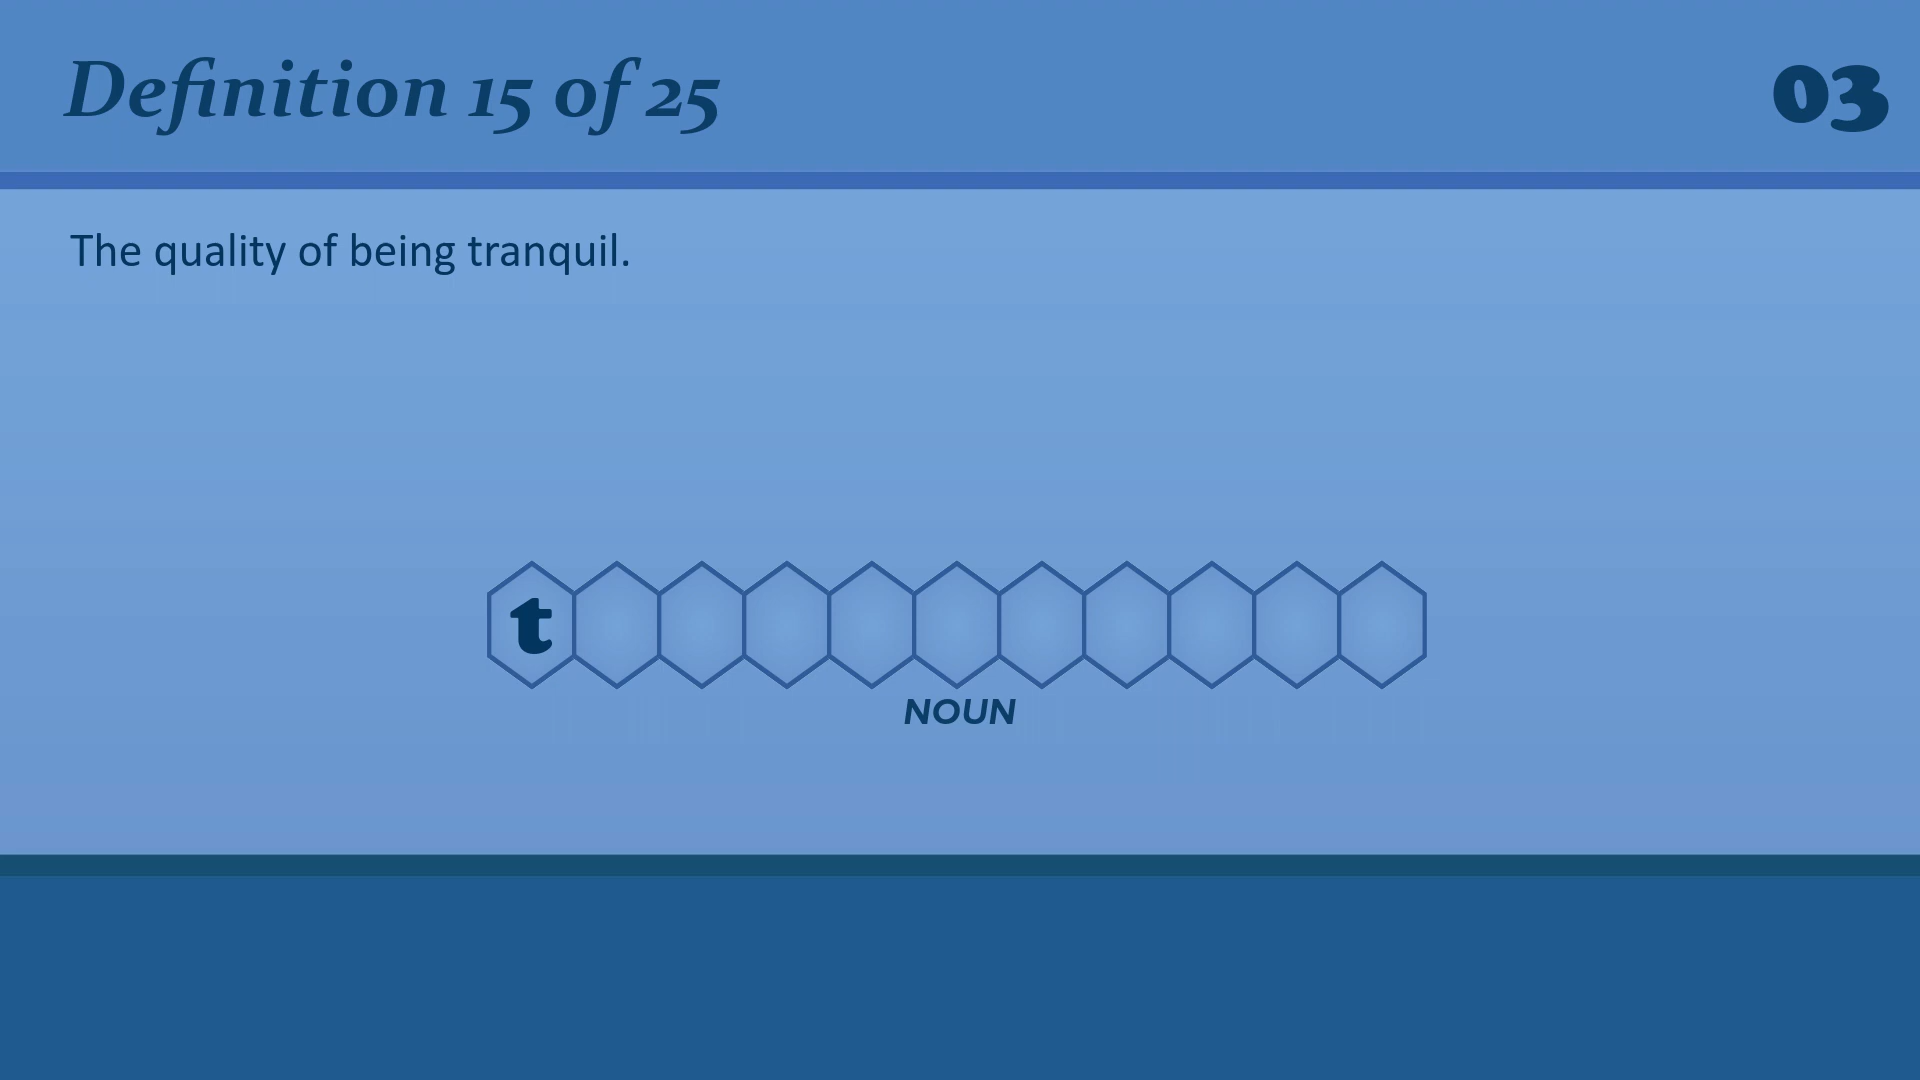 Definition 15 of 25
03
The quality of being tranquil.
t
NOUN